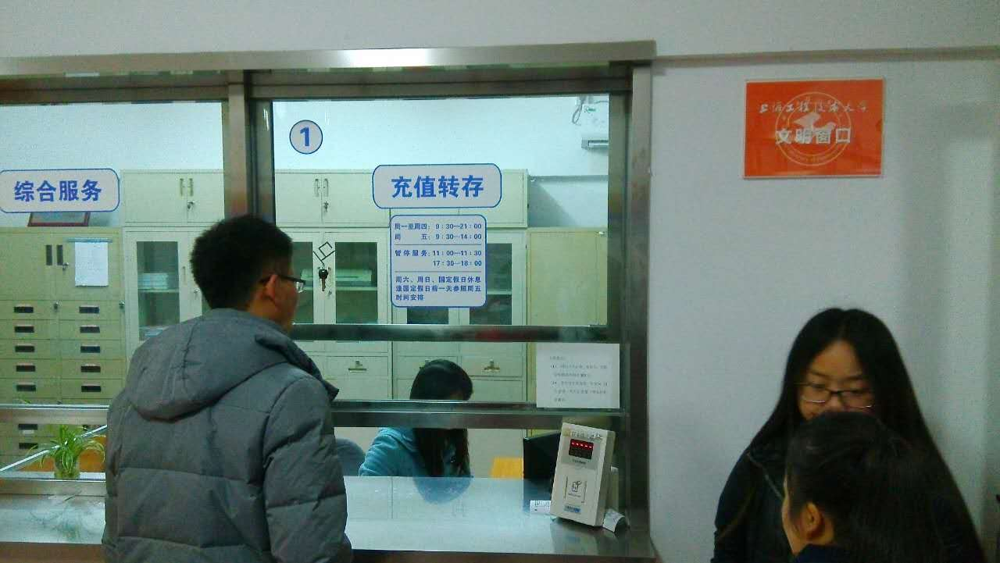 1
综合服务
充值转存
周一至周四：9：30—21：00
周　　五：9：30—14：00
暂停服务：11：00—11：30
17：30—18：00
周六、周日、国定假日休息
逢国定假日前一天参照周五
时间安排
上海工程技术大学
文明窗口